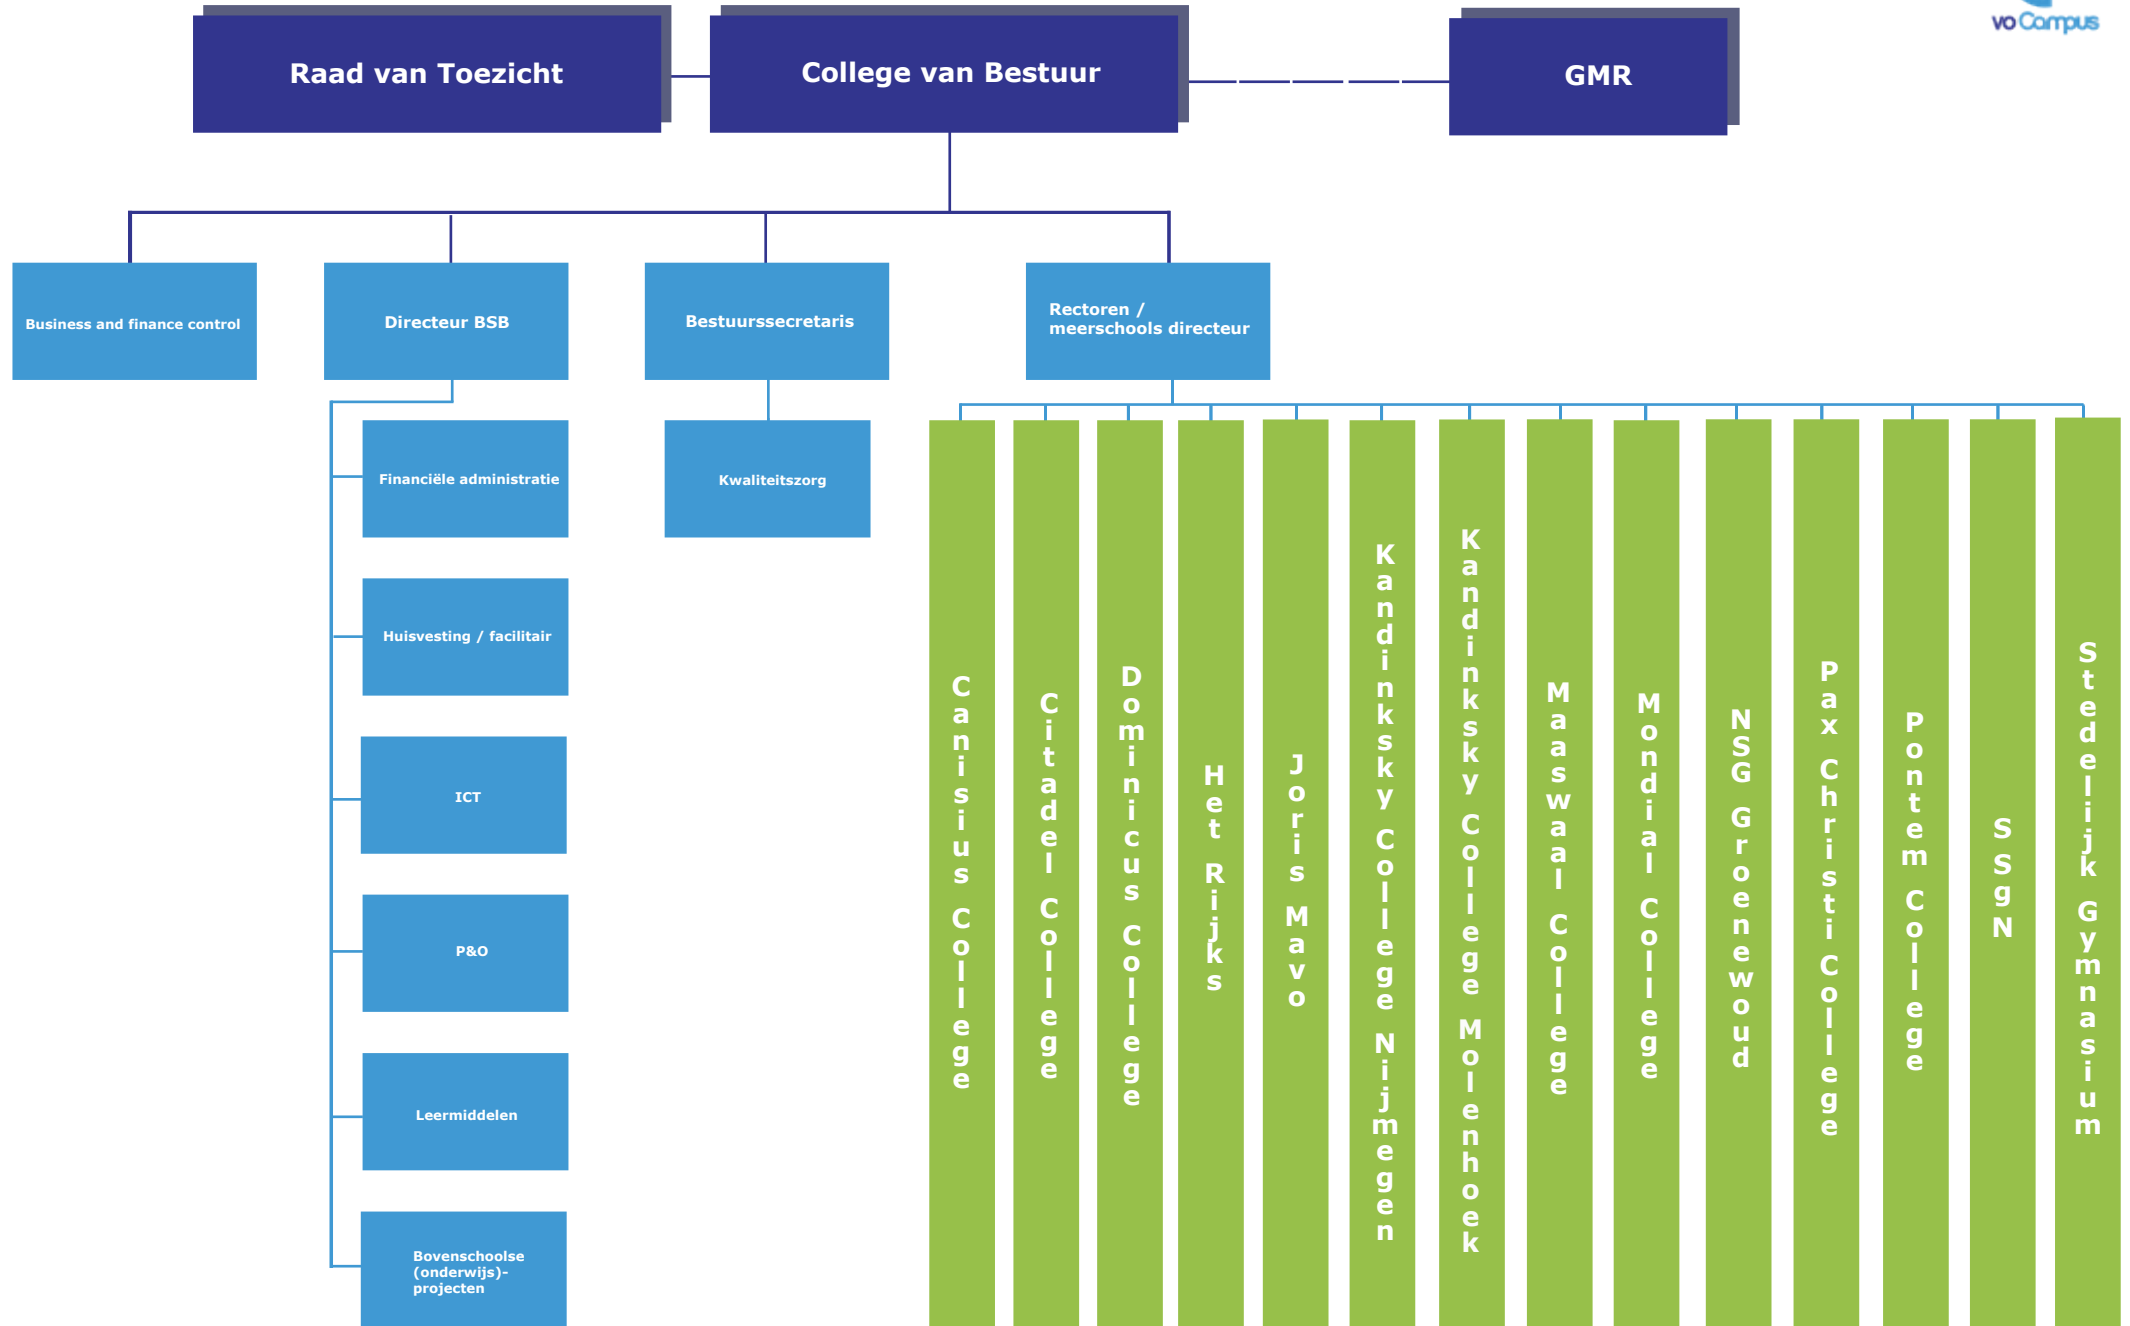 vo Campus
Raad van Toezicht
College van Bestuur
GMR
Business and finance control
Directeur BSB
Bestuurssecretaris
Rectoren /
meerschools directeur
Financiële administratie
Kwaliteitszorg
Huisvesting / facilitair
ICT
P&O
Leermiddelen
Bovenschoolse
(onderwijs)-
projecten
Canisius College
Citadel College
Dominicus College
Het Rijks
Joris Mavo
Kandinksky College Nijmegen
Kandinksky College Molenhoek
Maaswaal College
Mondial College
NSG Groenewoud
Pax Christi College
Pontem College
SSgN
Stedelijk Gymnasium